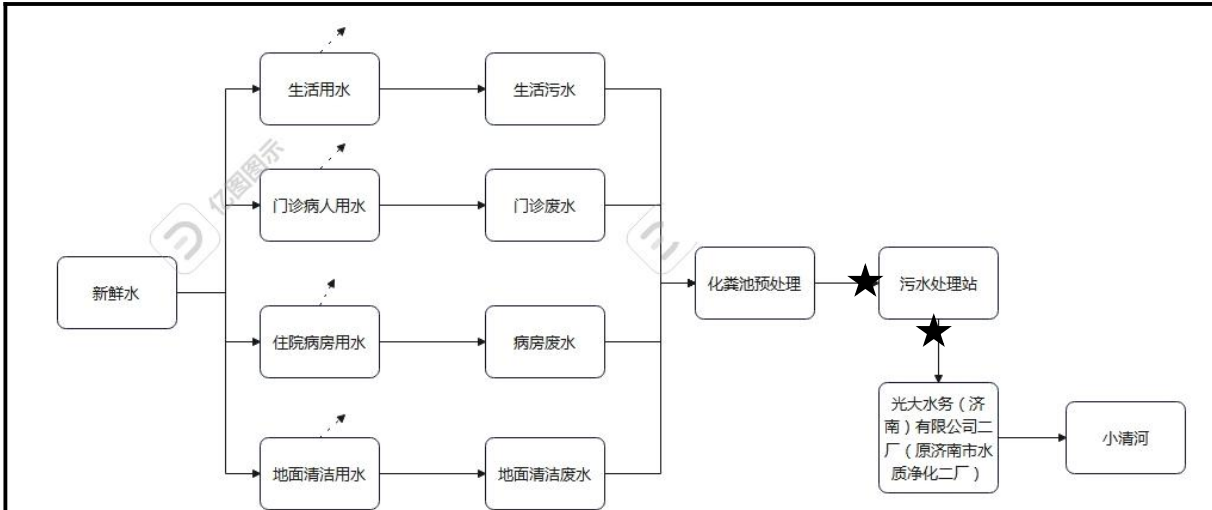 生活用水
生活污水
亿图图示
门诊病人用水
门诊废水
新鲜水
化粪池预处理
污水处理站
住院病房用水
病房废水
光大水务（济
南）有限公司二
厂（原济南市水
质净化二厂）
小清河
地面清洁用水
地面清洁废水